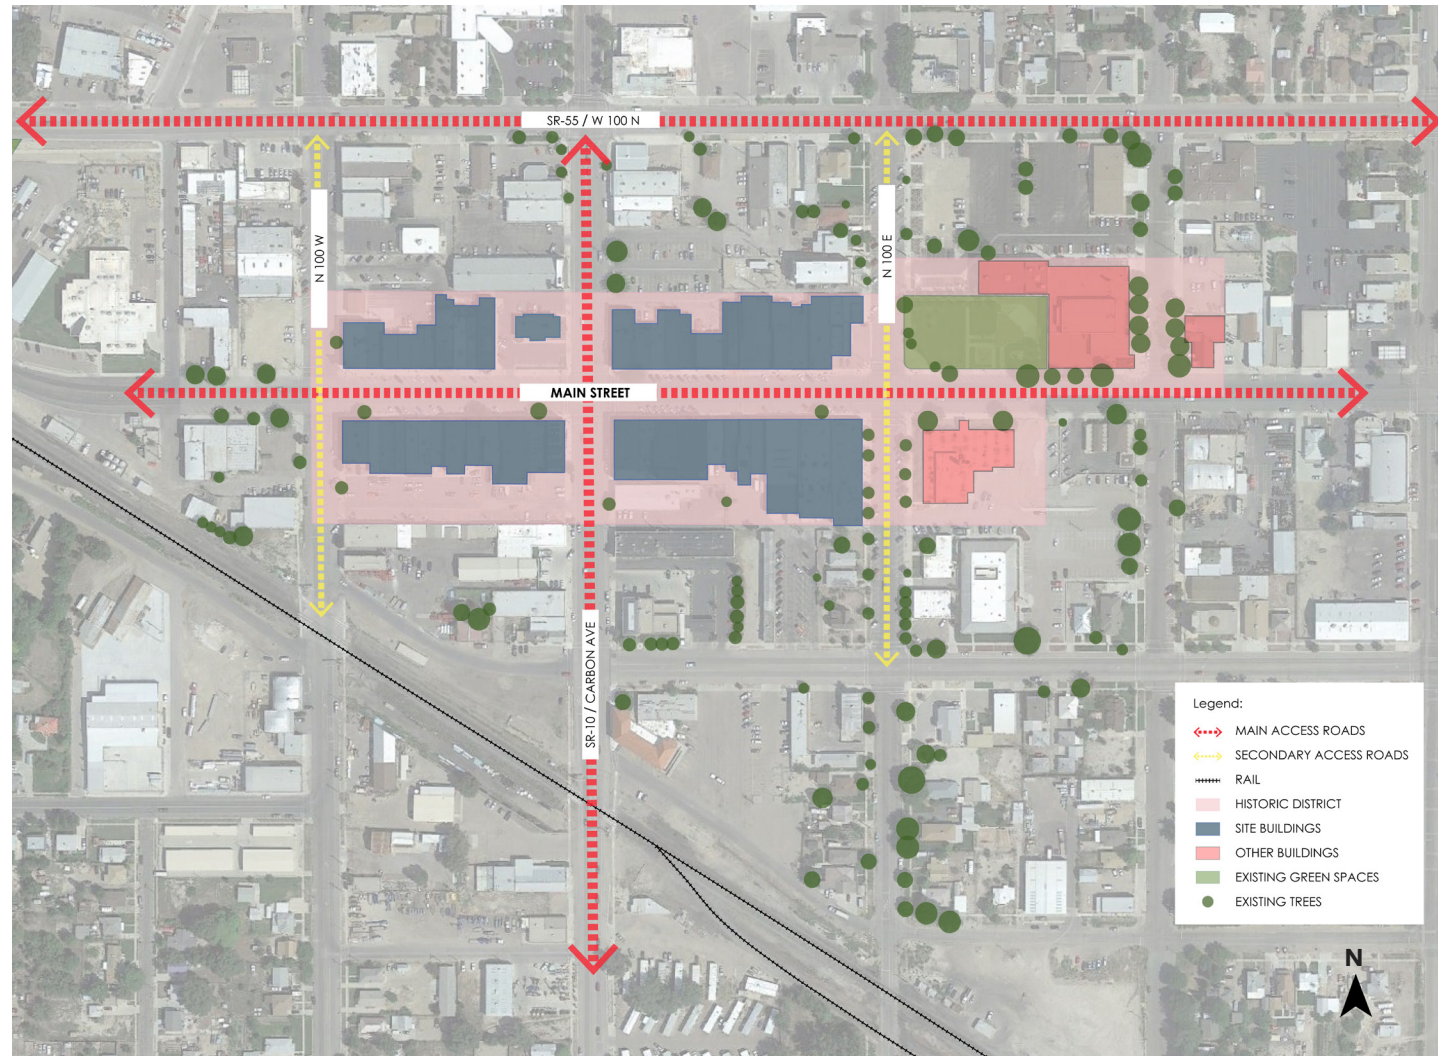 SR-55 / W 100 N
N 100 W
N 100 E
MAIN STREET
SR-10 / CARBON AVE
Legend:
MAIN ACCESS ROADS
SECONDARY ACCESS ROADS
RAIL
HISTORIC DISTRICT
SITE BUILDINGS
OTHER BUILDINGS
EXISTING GREEN SPACES
EXISTING TREES
N